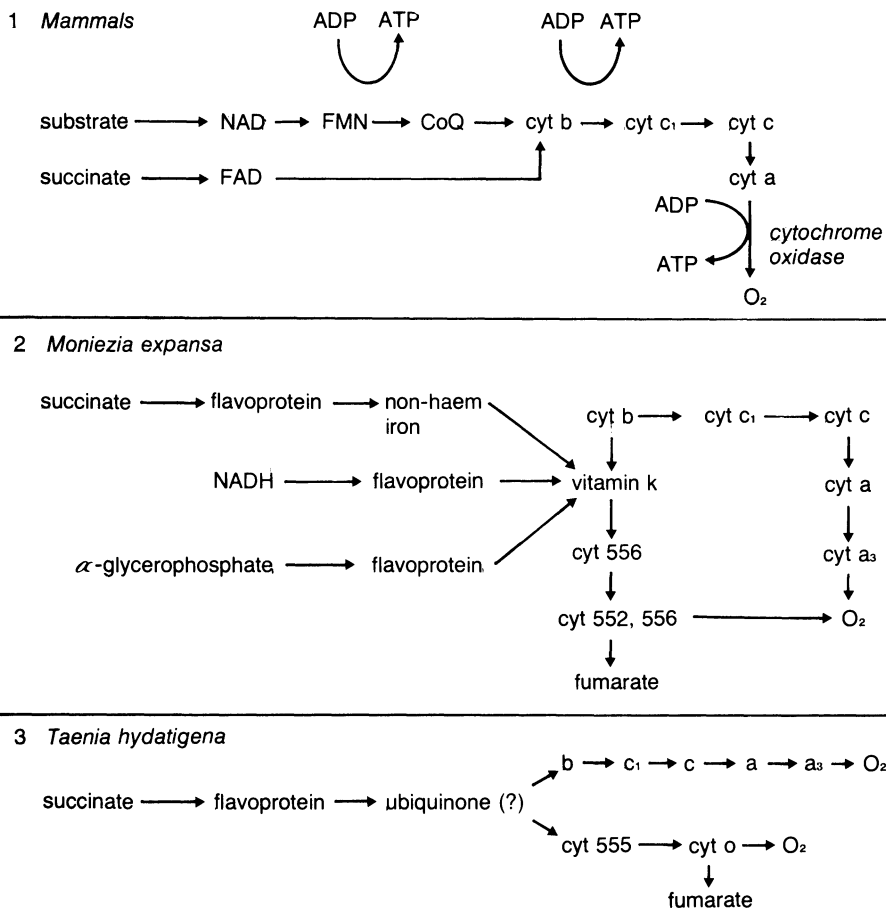 1 Mammals
ADP ATP ADP ATP
substrate NAD FMN CoQ cyt b cyt c₁ cyt c
succinate FAD cyt a
ADP
cytochrome
oxidase
ATP
O₂
2 Moniezia expansa
succinate flavoprotein non-haem
iron
cyt b cyt c₁ cyt c
NADH flavoprotein vitamin k cyt a
α-glycerophosphate flavoprotein cyt 556 cyt a₃
cyt 552, 556 O₂
fumarate
3 Taenia hydatigena
b c₁ c a a₃ O₂
succinate flavoprotein ubiquinone (?)
cyt 555 cyt o O₂
fumarate